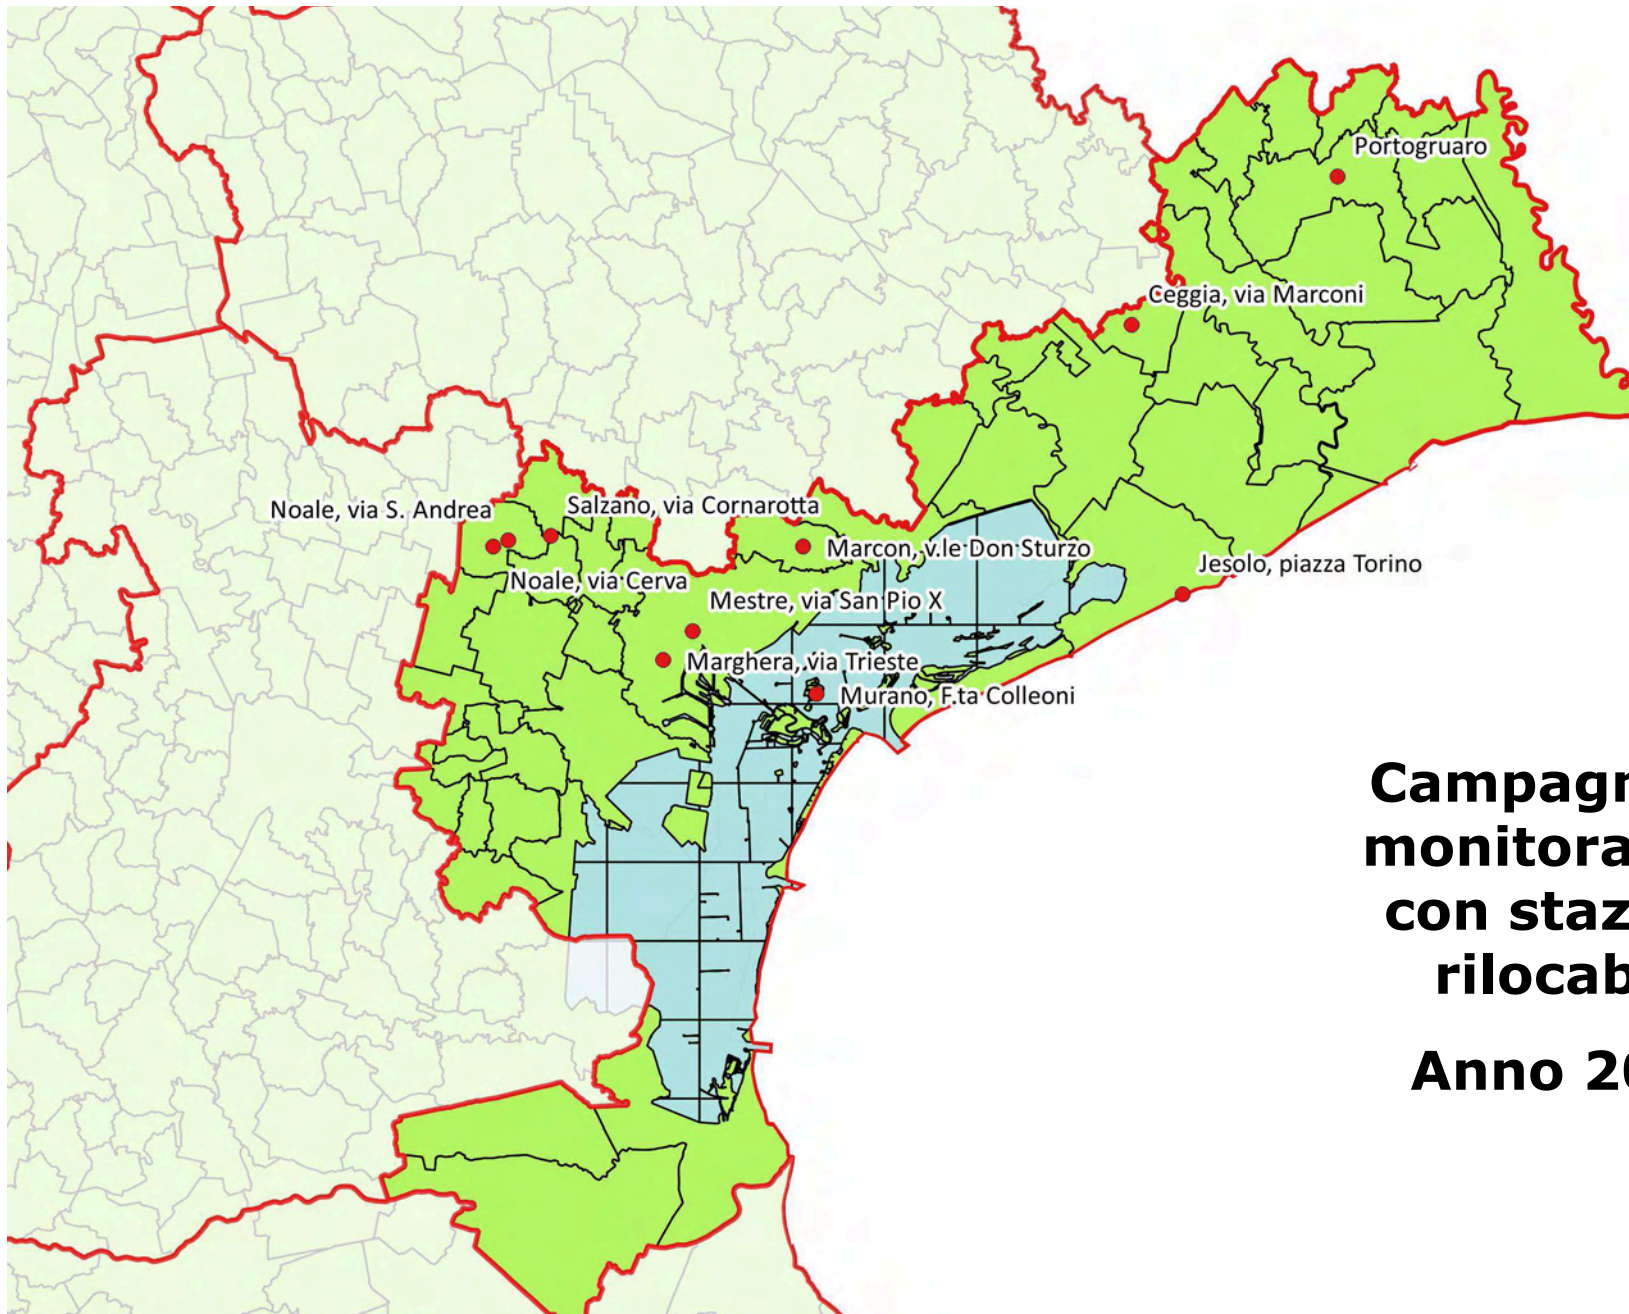 Portogruaro
Ceggia, via Marconi
Noale, via S. Andrea
Salzano, via Cornarotta
Marcon, v.le Don Sturzo
Jesolo, piazza Torino
Noale, via Cerva
Mestre, via San Pio X
Marghera, via Trieste
Murano, F.ta Colleoni
Campagn
monitora
con staz
rilocab
Anno 20